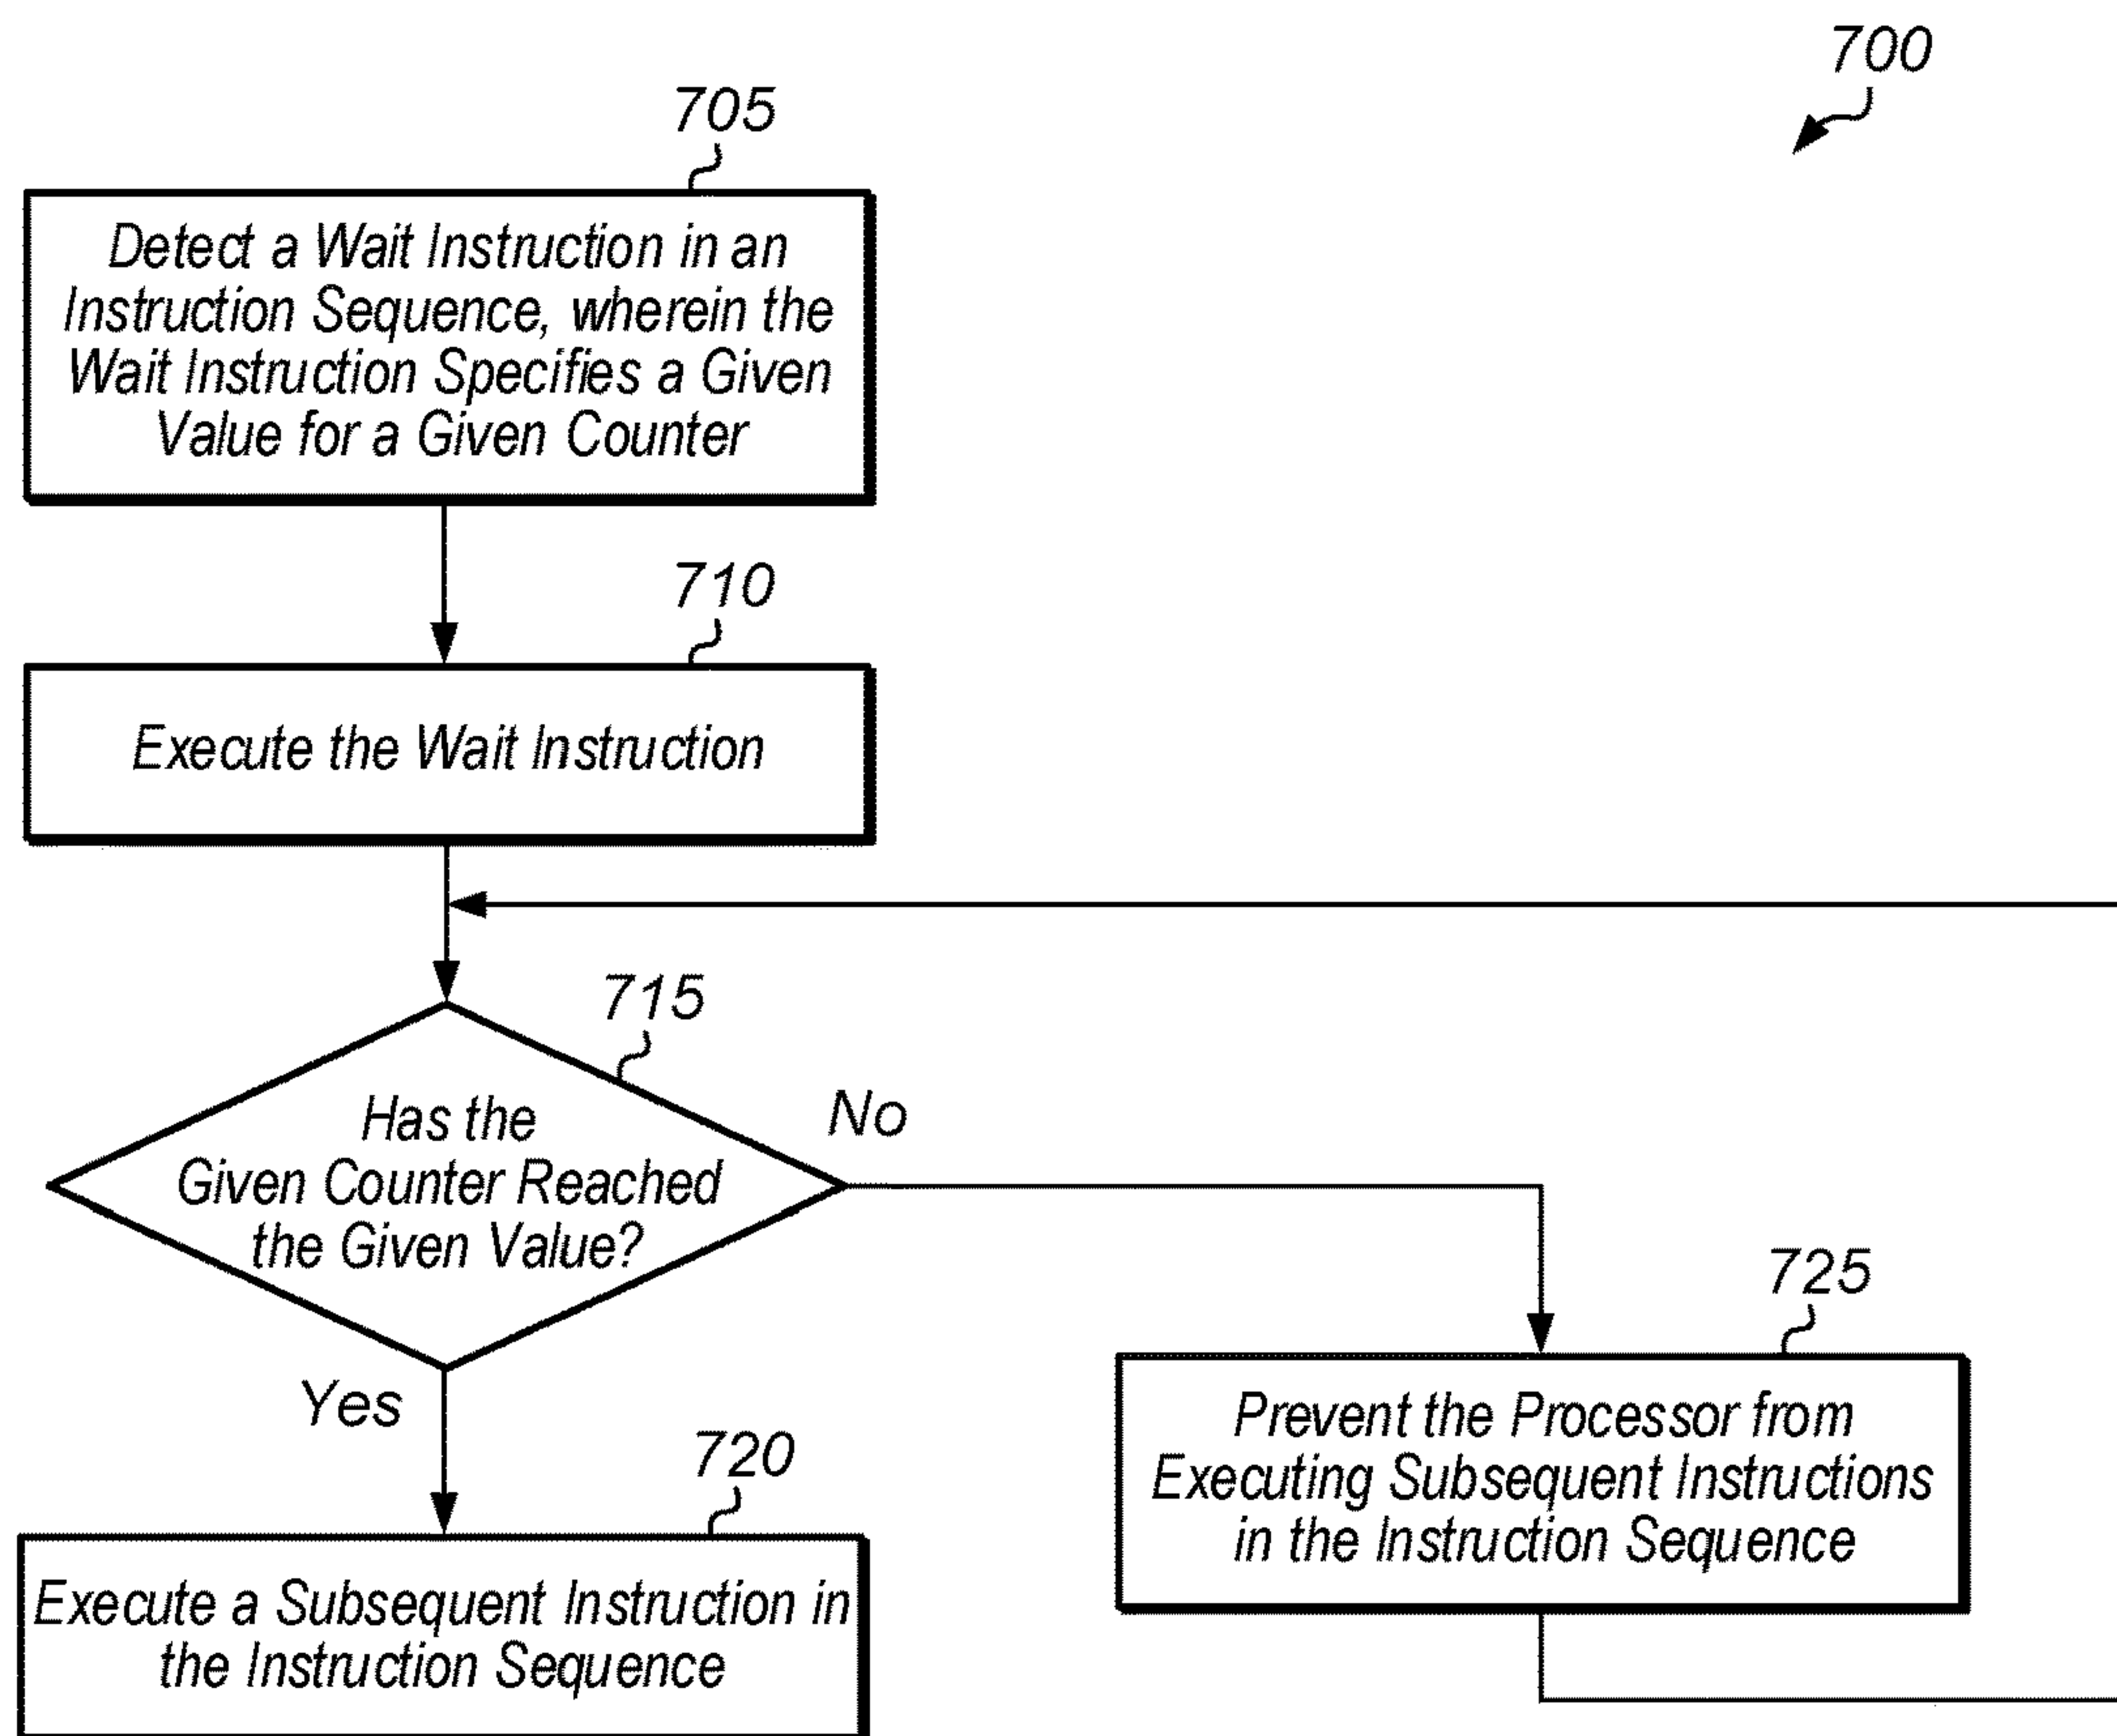 700
705
Detect a Wait Instruction in an
Instruction Sequence, wherein the
Wait Instruction Specifies a Given
Value for a Given Counter
710
Execute the Wait Instruction
715
Has the
Given Counter Reached
the Given Value?
No
Yes
720
Execute a Subsequent Instruction in
the Instruction Sequence
725
Prevent the Processor from
Executing Subsequent Instructions
in the Instruction Sequence